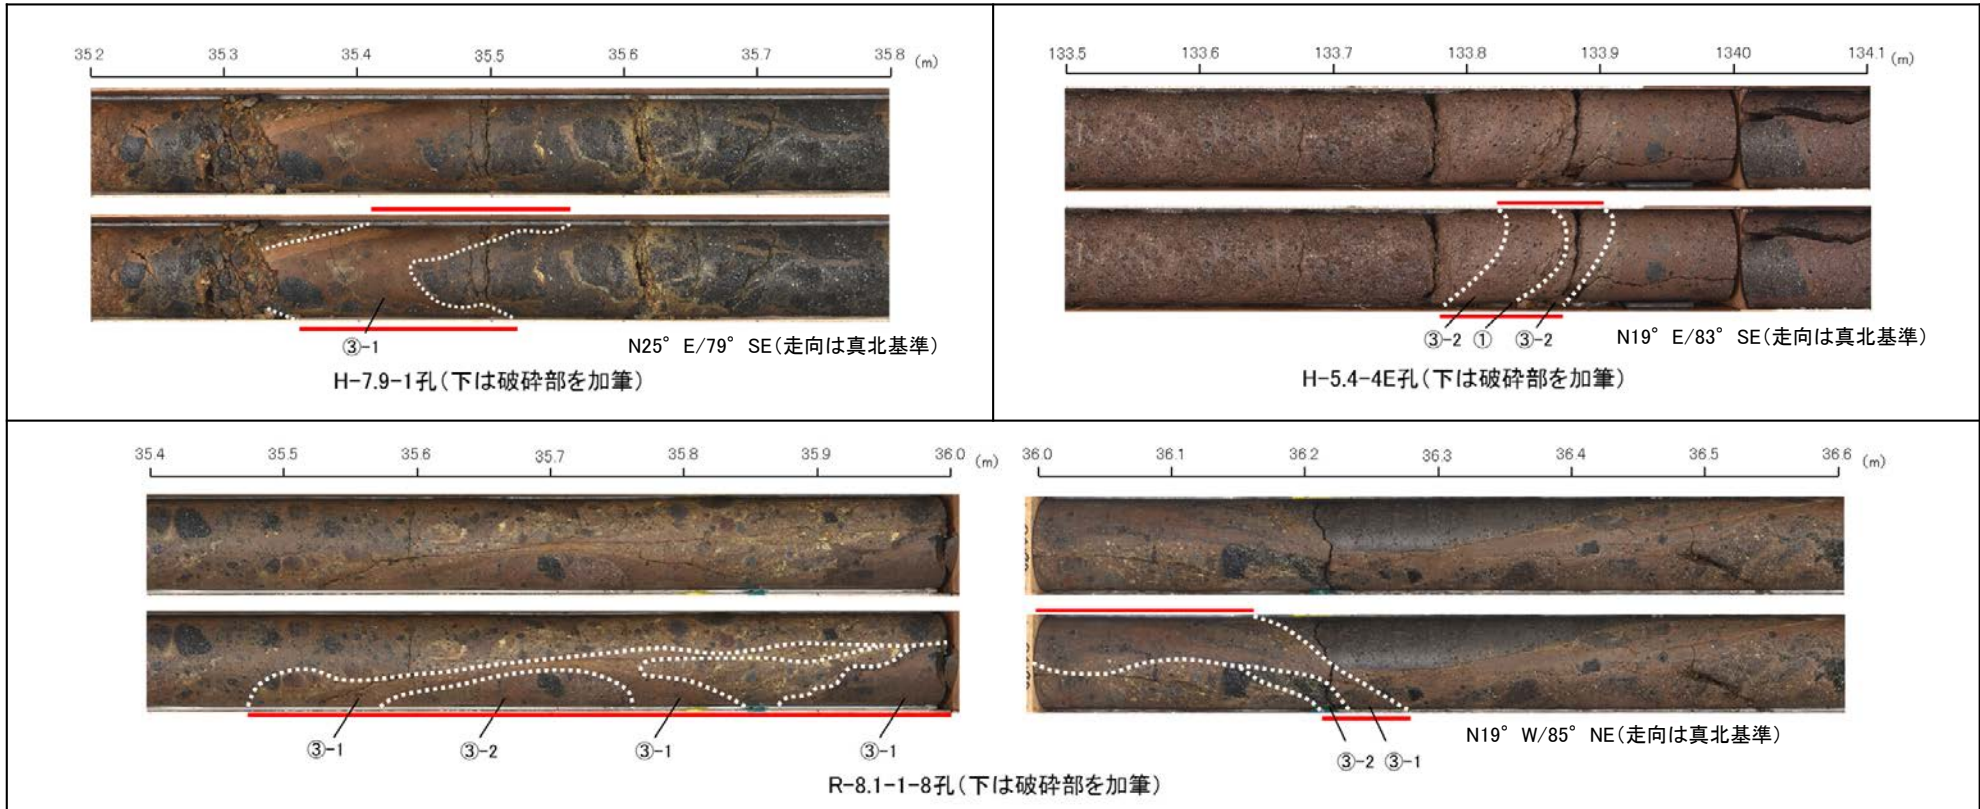 35.2 35.3 35.4 35.5 35.6 35.7 35.8 (m)
③-1
N25° E/79° SE(走向は真北基準)
H-7.9-1孔(下は破砕部を加筆)
133.5 133.6 133.7 133.8 133.9 134.0 134.1 (m)
③-2 ① ③-2
N19° E/83° SE(走向は真北基準)
H-5.4-4E孔(下は破砕部を加筆)
35.4 35.5 35.6 35.7 35.8 35.9 36.0 (m)
③-1 ③-2 ③-1 ③-1
36.0 36.1 36.2 36.3 36.4 36.5 36.6 (m)
③-2 ③-1
N19° W/85° NE(走向は真北基準)
R-8.1-1-8孔(下は破砕部を加筆)